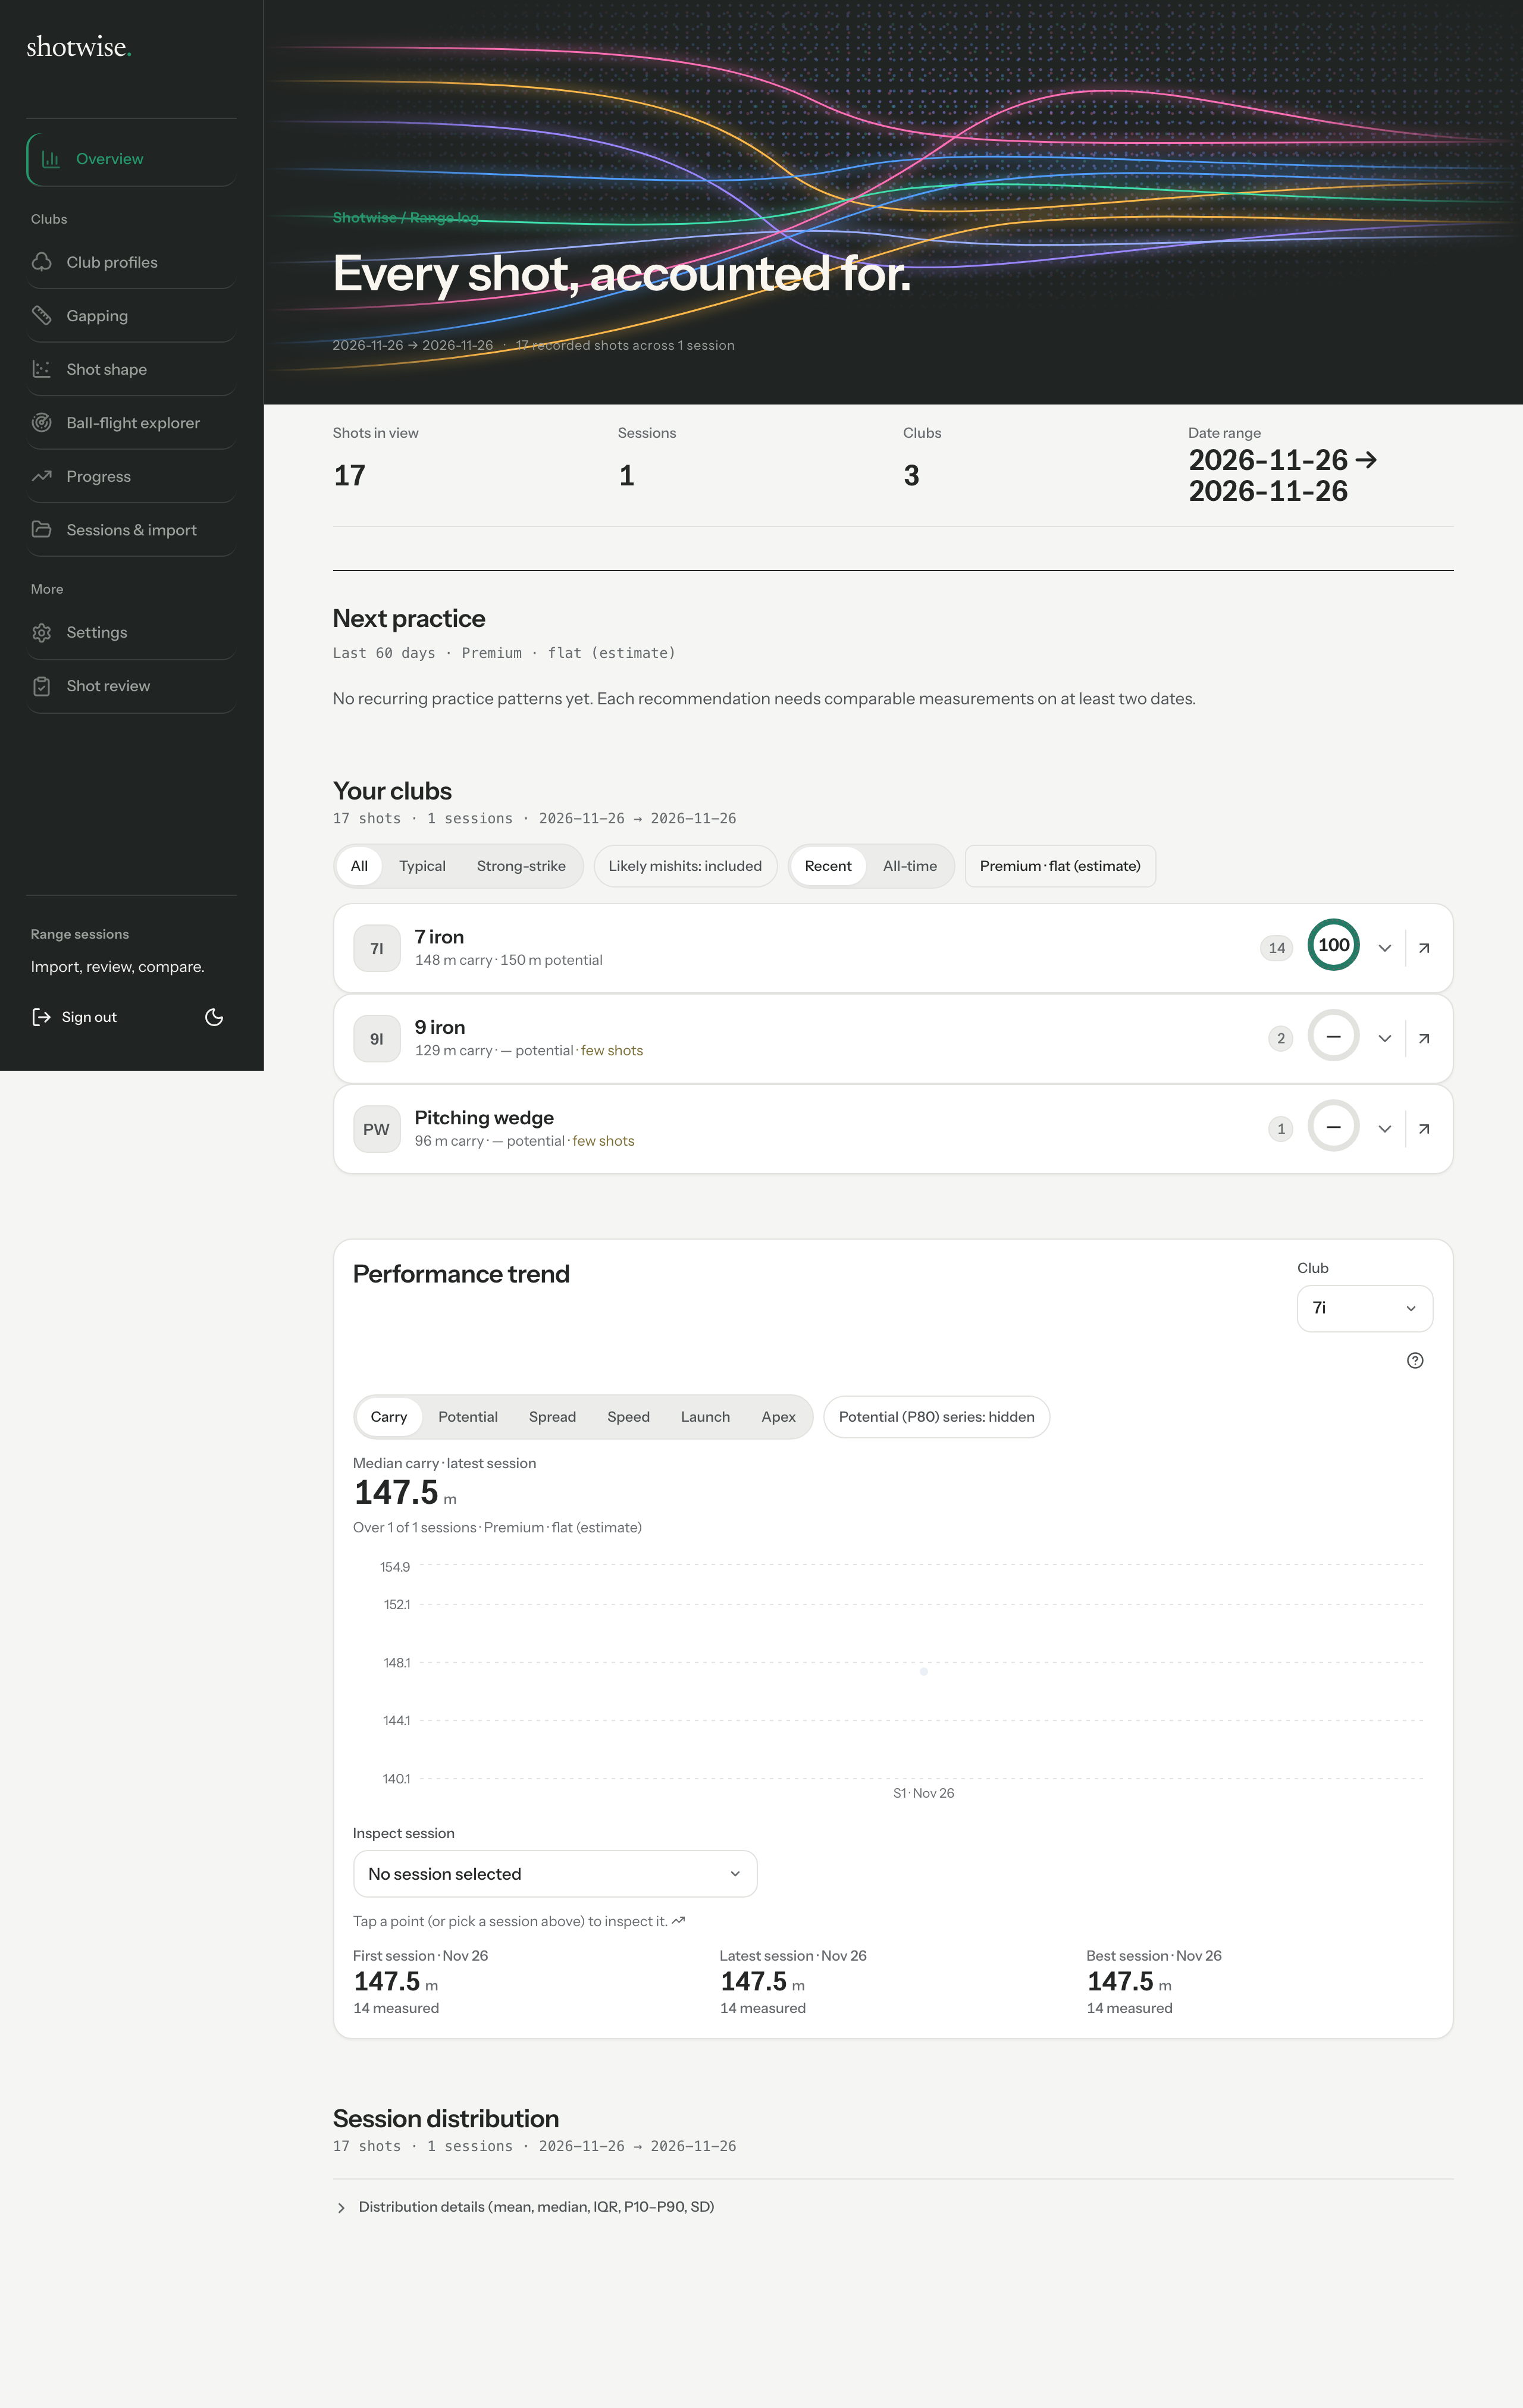 shotwise.
Overview
Clubs
Club profiles
Gapping
Shot shape
Ball-flight explorer
Progress
Sessions & import
More
Settings
Shot review
Range sessions
Import, review, compare.
Sign out
Shotwise / Range log
Every shot, accounted for.
2026-11-26 → 2026-11-26 · 17 recorded shots across 1 session
Shots in view
17
Sessions
1
Clubs
3
Date range
2026-11-26 →
2026-11-26
Next practice
Last 60 days · Premium · flat (estimate)
No recurring practice patterns yet. Each recommendation needs comparable measurements on at least two dates.
Your clubs
17 shots · 1 sessions · 2026-11-26 → 2026-11-26
All Typical Strong-strike Likely mishits: included Recent All-time Premium · flat (estimate)
7I
7 iron
148 m carry · 150 m potential
14
100
9I
9 iron
129 m carry · — potential · few shots
2
—
PW
Pitching wedge
96 m carry · — potential · few shots
1
—
Performance trend
Club
7i
Carry Potential Spread Speed Launch Apex Potential (P80) series: hidden
Median carry · latest session
147.5 m
Over 1 of 1 sessions · Premium · flat (estimate)
154.9
152.1
148.1
144.1
140.1
S1 · Nov 26
Inspect session
No session selected
Tap a point (or pick a session above) to inspect it.
First session · Nov 26
147.5 m
14 measured
Latest session · Nov 26
147.5 m
14 measured
Best session · Nov 26
147.5 m
14 measured
Session distribution
17 shots · 1 sessions · 2026-11-26 → 2026-11-26
Distribution details (mean, median, IQR, P10–P90, SD)